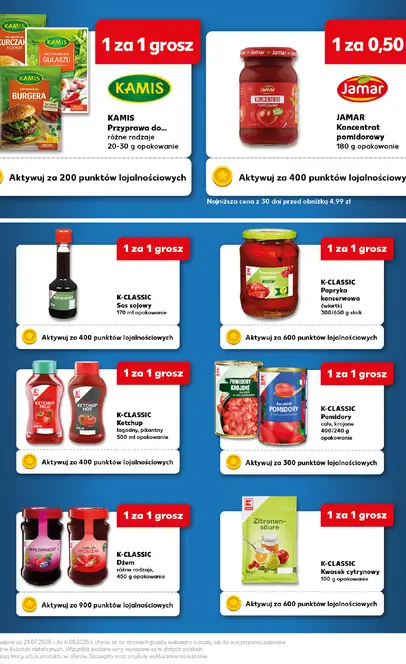 KAMIS
KURCZAKA
KAMIS
GULASZU
KAMIS
BURGERA
1 za 1 grosz
KAMIS
KAMIS
Przyprawa do...
różne rodzaje
20-30 g opakowanie
Aktywuj za 200 punktów lojalnościowych
Jamar
KONCENTRAT
1 za 0,50
Jamar
JAMAR
Koncentrat
pomidorowy
180 g opakowanie
Aktywuj za 400 punktów lojalnościowych
Najniższa cena z 30 dni przed obniżką 4,99 zł
1 za 1 grosz
K-CLASSIC
Sos sojowy
170 ml opakowanie
Aktywuj za 400 punktów lojalnościowych
1 za 1 grosz
K-CLASSIC
Papryka
konserwowa
ćwiartki
300/650 g słoik
Aktywuj za 600 punktów lojalnościowych
KETCHUP
MILD
KETCHUP
HOT
1 za 1 grosz
K-CLASSIC
Ketchup
łagodny, pikantny
500 ml opakowanie
Aktywuj za 400 punktów lojalnościowych
POMIDORY
KROJONE
POMIDORY
1 za 1 grosz
K-CLASSIC
Pomidory
całe, krojone
400/240 g
opakowanie
Aktywuj za 300 punktów lojalnościowych
1 za 1 grosz
K-CLASSIC
Dżem
różne rodzaje,
450 g opakowanie
Aktywuj za 900 punktów lojalnościowych
Zitronen-
säure
1 za 1 grosz
K-CLASSIC
Kwasek cytrynowy
100 g opakowanie
Aktywuj za 600 punktów lojalnościowych
ważna od 24.07.2025 r. do 6.08.2025 r. chyba że na stronach gazety wskazano inaczej, lub do wyczerpania zapasów.
w ilościach detalicznych. Wszystkie podane ceny wyrażone są w złotych polskich.
limity sztuk produktu w ofercie. Szczegóły oraz artykuły wykluczone na kuponie.